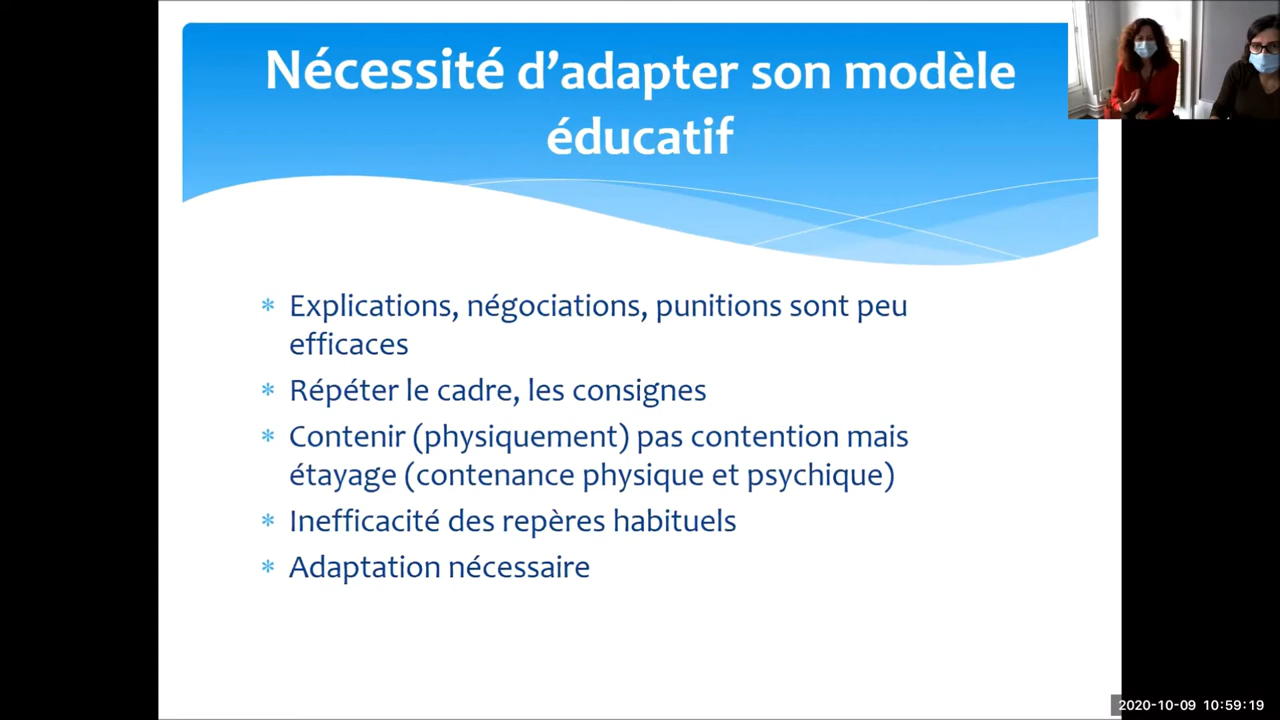 Nécessité d’adapter son modèle
éducatif
* Explications, négociations, punitions sont peu
efficaces
* Répéter le cadre, les consignes
* Contenir (physiquement) pas contention mais
étayage (contenance physique et psychique)
* Inefficacité des repères habituels
* Adaptation nécessaire
2020-10-09 10:59:19